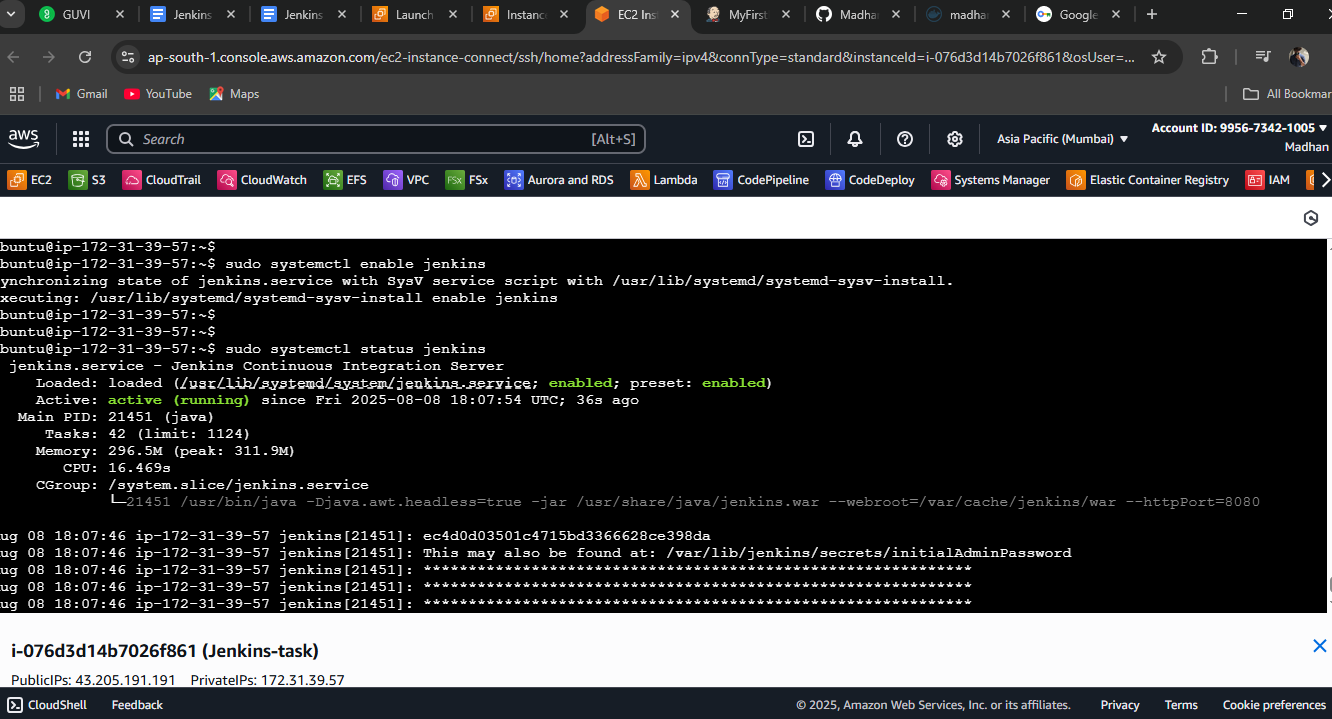 GUVI
Jenkins
Jenkins
Launch
Instanc
EC2 Ins
MyFirst
Madha
madha
Google
ap-south-1.console.aws.amazon.com/ec2-instance-connect/ssh/home?addressFamily=ipv4&connType=standard&instanceId=i-076d3d14b7026f861&osUser=...
Gmail
YouTube
Maps
All Bookmar
aws
Search
[Alt+S]
Asia Pacific (Mumbai)
Account ID: 9956-7342-1005
Madhan
EC2
S3
CloudTrail
CloudWatch
EFS
VPC
FSx
FSx
Aurora and RDS
Lambda
CodePipeline
CodeDeploy
Systems Manager
Elastic Container Registry
IAM
buntu@ip-172-31-39-57:~$
buntu@ip-172-31-39-57:~$ sudo systemctl enable jenkins
ynchronizing state of jenkins.service with SysV service script with /usr/lib/systemd/systemd-sysv-install.
xecuting: /usr/lib/systemd/systemd-sysv-install enable jenkins
buntu@ip-172-31-39-57:~$
buntu@ip-172-31-39-57:~$
buntu@ip-172-31-39-57:~$ sudo systemctl status jenkins
jenkins.service - Jenkins Continuous Integration Server
Loaded: loaded (/usr/lib/systemd/system/jenkins.service; enabled; preset: enabled)
Active: active (running) since Fri 2025-08-08 18:07:54 UTC; 36s ago
Main PID: 21451 (java)
Tasks: 42 (limit: 1124)
Memory: 296.5M (peak: 311.9M)
CPU: 16.469s
CGroup: /system.slice/jenkins.service
└─21451 /usr/bin/java -Djava.awt.headless=true -jar /usr/share/java/jenkins.war --webroot=/var/cache/jenkins/war --httpPort=8080
ug 08 18:07:46 ip-172-31-39-57 jenkins[21451]: ec4d0d03501c4715bd3366628ce398da
ug 08 18:07:46 ip-172-31-39-57 jenkins[21451]: This may also be found at: /var/lib/jenkins/secrets/initialAdminPassword
ug 08 18:07:46 ip-172-31-39-57 jenkins[21451]: *************************************************************
ug 08 18:07:46 ip-172-31-39-57 jenkins[21451]: *************************************************************
ug 08 18:07:46 ip-172-31-39-57 jenkins[21451]: *************************************************************
i-076d3d14b7026f861 (Jenkins-task)
PublicIPs: 43.205.191.191 PrivateIPs: 172.31.39.57
CloudShell
Feedback
© 2025, Amazon Web Services, Inc. or its affiliates.
Privacy
Terms
Cookie preferences